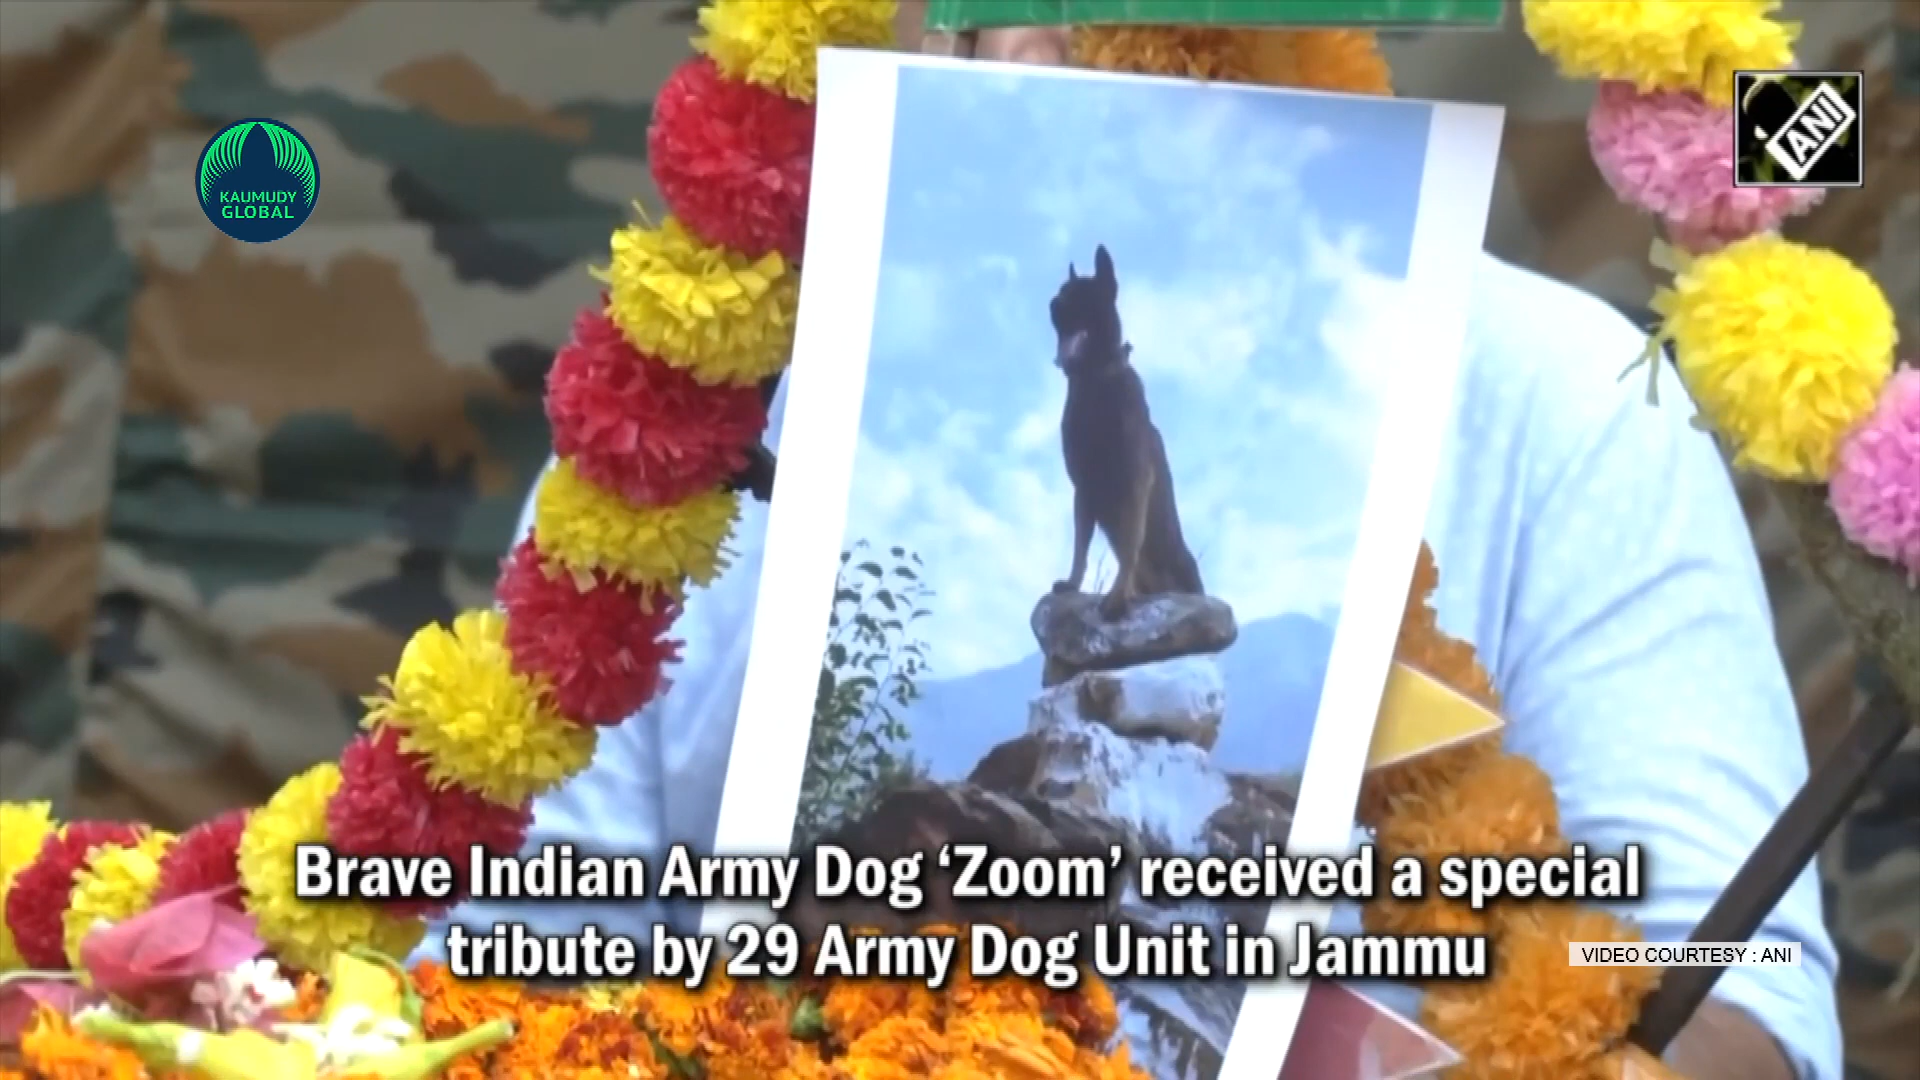 KAUMUDY
GLOBAL
ANI
Brave Indian Army Dog ‘Zoom’ received a special
tribute by 29 Army Dog Unit in Jammu
VIDEO COURTESY : ANI